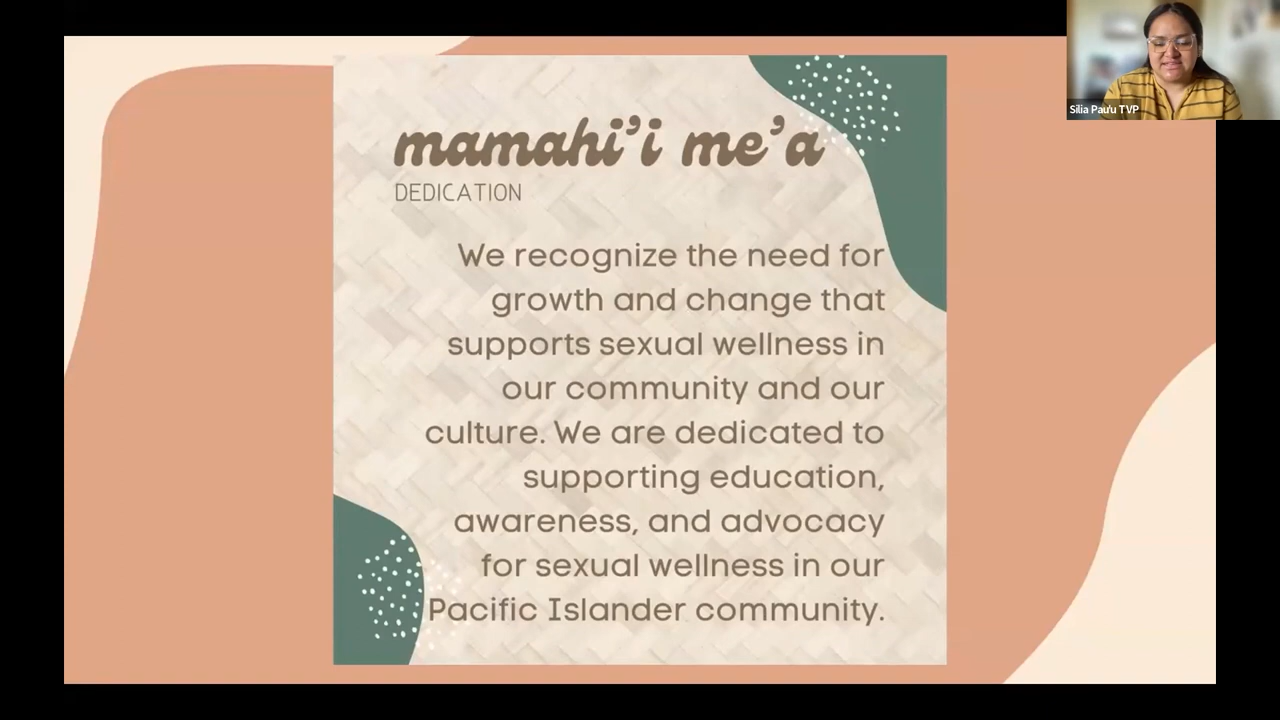 mamahi’i me’a
DEDICATION
We recognize the need for
growth and change that
supports sexual wellness in
our community and our
culture. We are dedicated to
supporting education,
awareness, and advocacy
for sexual wellness in our
Pacific Islander community.
Silia Pau'u TVP